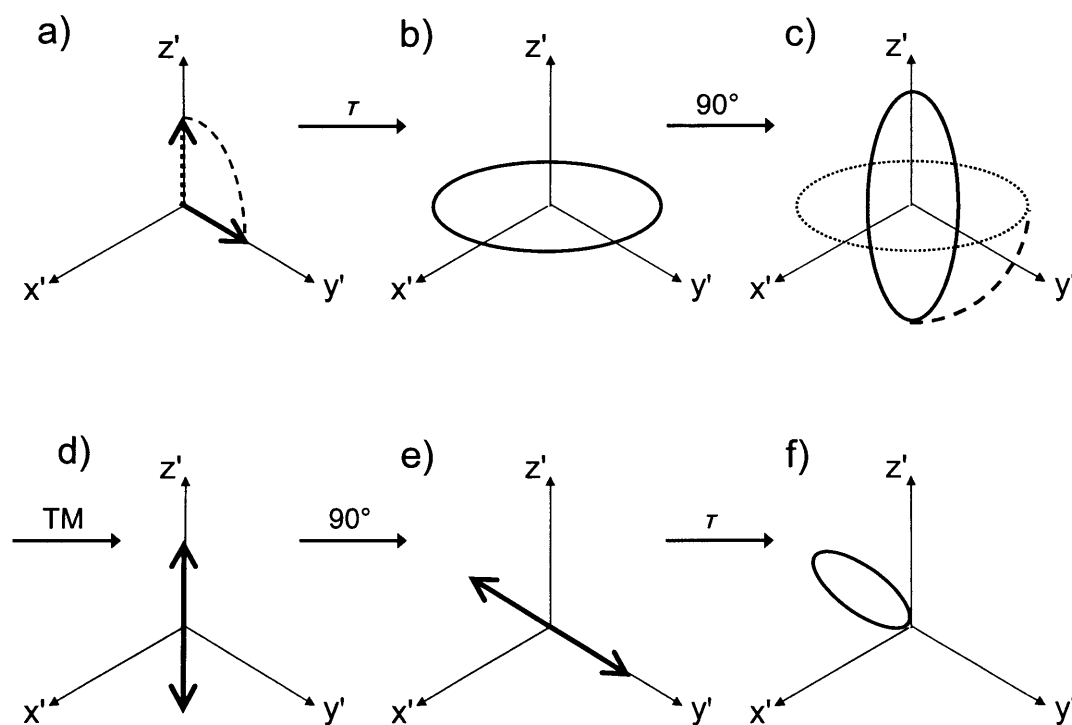 a) b) c)
z' z' z'
τ 90°
x' y' x' y' x' y'
d) e) f)
z' z' z'
TM 90° τ
x' y' x' y' x' y'